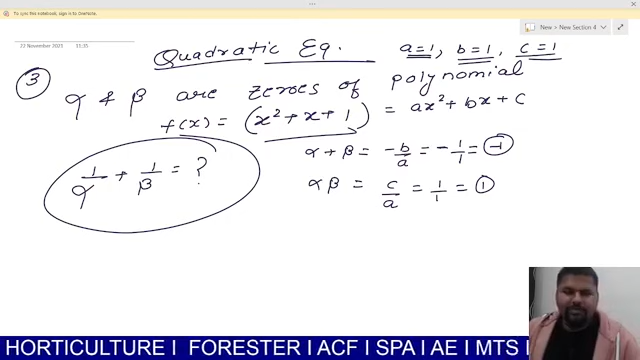 To sync this notebook, sign in to OneNote.
New > New Section 4
22 November 2021 11:35
Quadratic Eq.
a=1, b=1, c=1
③ α & β are zeroes of polynomial
f(x) = (x²+x+1) = ax²+bx+c
1/α + 1/β = ?
α+β = -b/a = -1/1 = -1
αβ = c/a = 1/1 = 1
HORTICULTURE I FORESTER I ACF I SPA I AE I MTS I